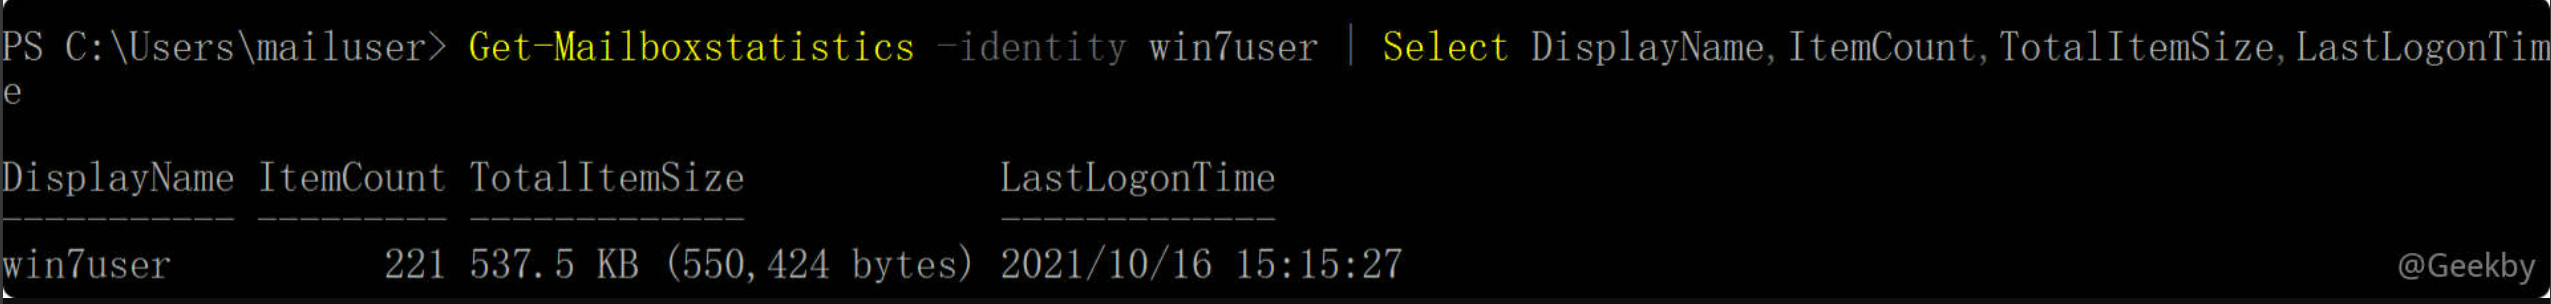 PS C:\Users\mailuser> Get-Mailboxstatistics -identity win7user | Select DisplayName,ItemCount,TotalItemSize,LastLogonTim
e
DisplayName ItemCount TotalItemSize LastLogonTime
----------- --------- ------------- -------------
win7user 221 537.5 KB (550,424 bytes) 2021/10/16 15:15:27
@Geekby